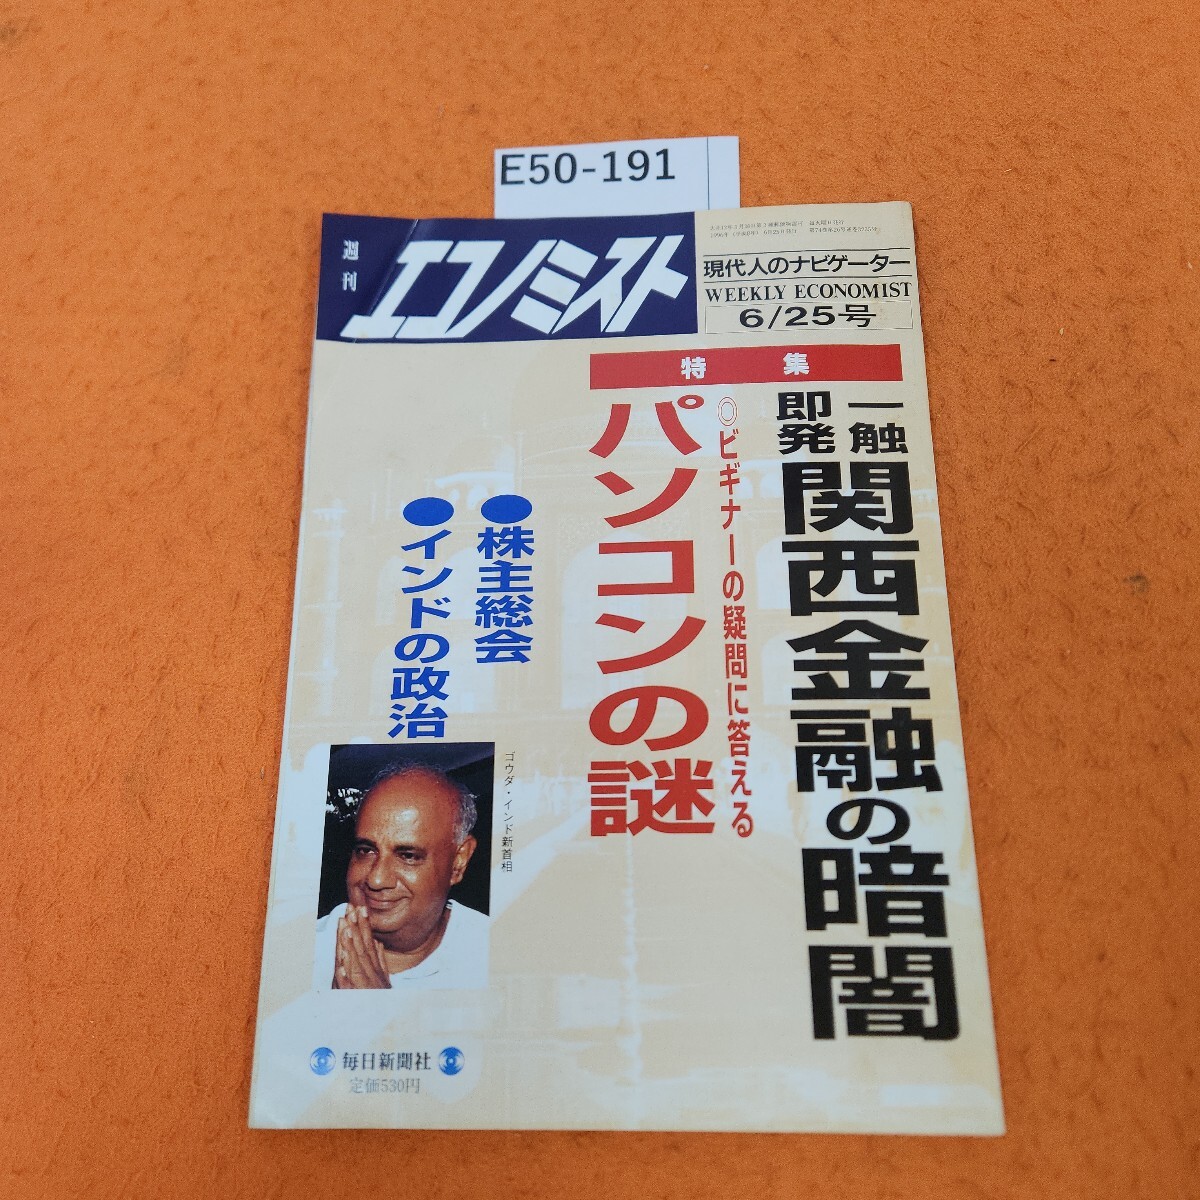 E50-191
週刊
エコノミスト
現代人のナビゲーター
WEEKLY ECONOMIST
6/25号
特集
一触
即発
関西金融の暗闇
◎ビギナーの疑問に答える
パソコンの謎
●株主総会
●インドの政治
ゴウダ・インド新首相
毎日新聞社
定価530円